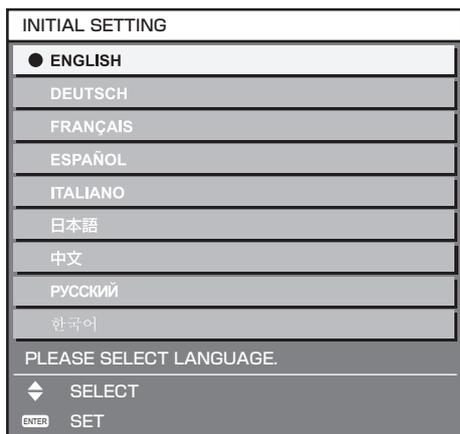 INITIAL SETTING
ENGLISH
DEUTSCH
FRANÇAIS
ESPAÑOL
ITALIANO
日本語
中文
РУССКИЙ
한국어
PLEASE SELECT LANGUAGE.
SELECT
ENTER SET